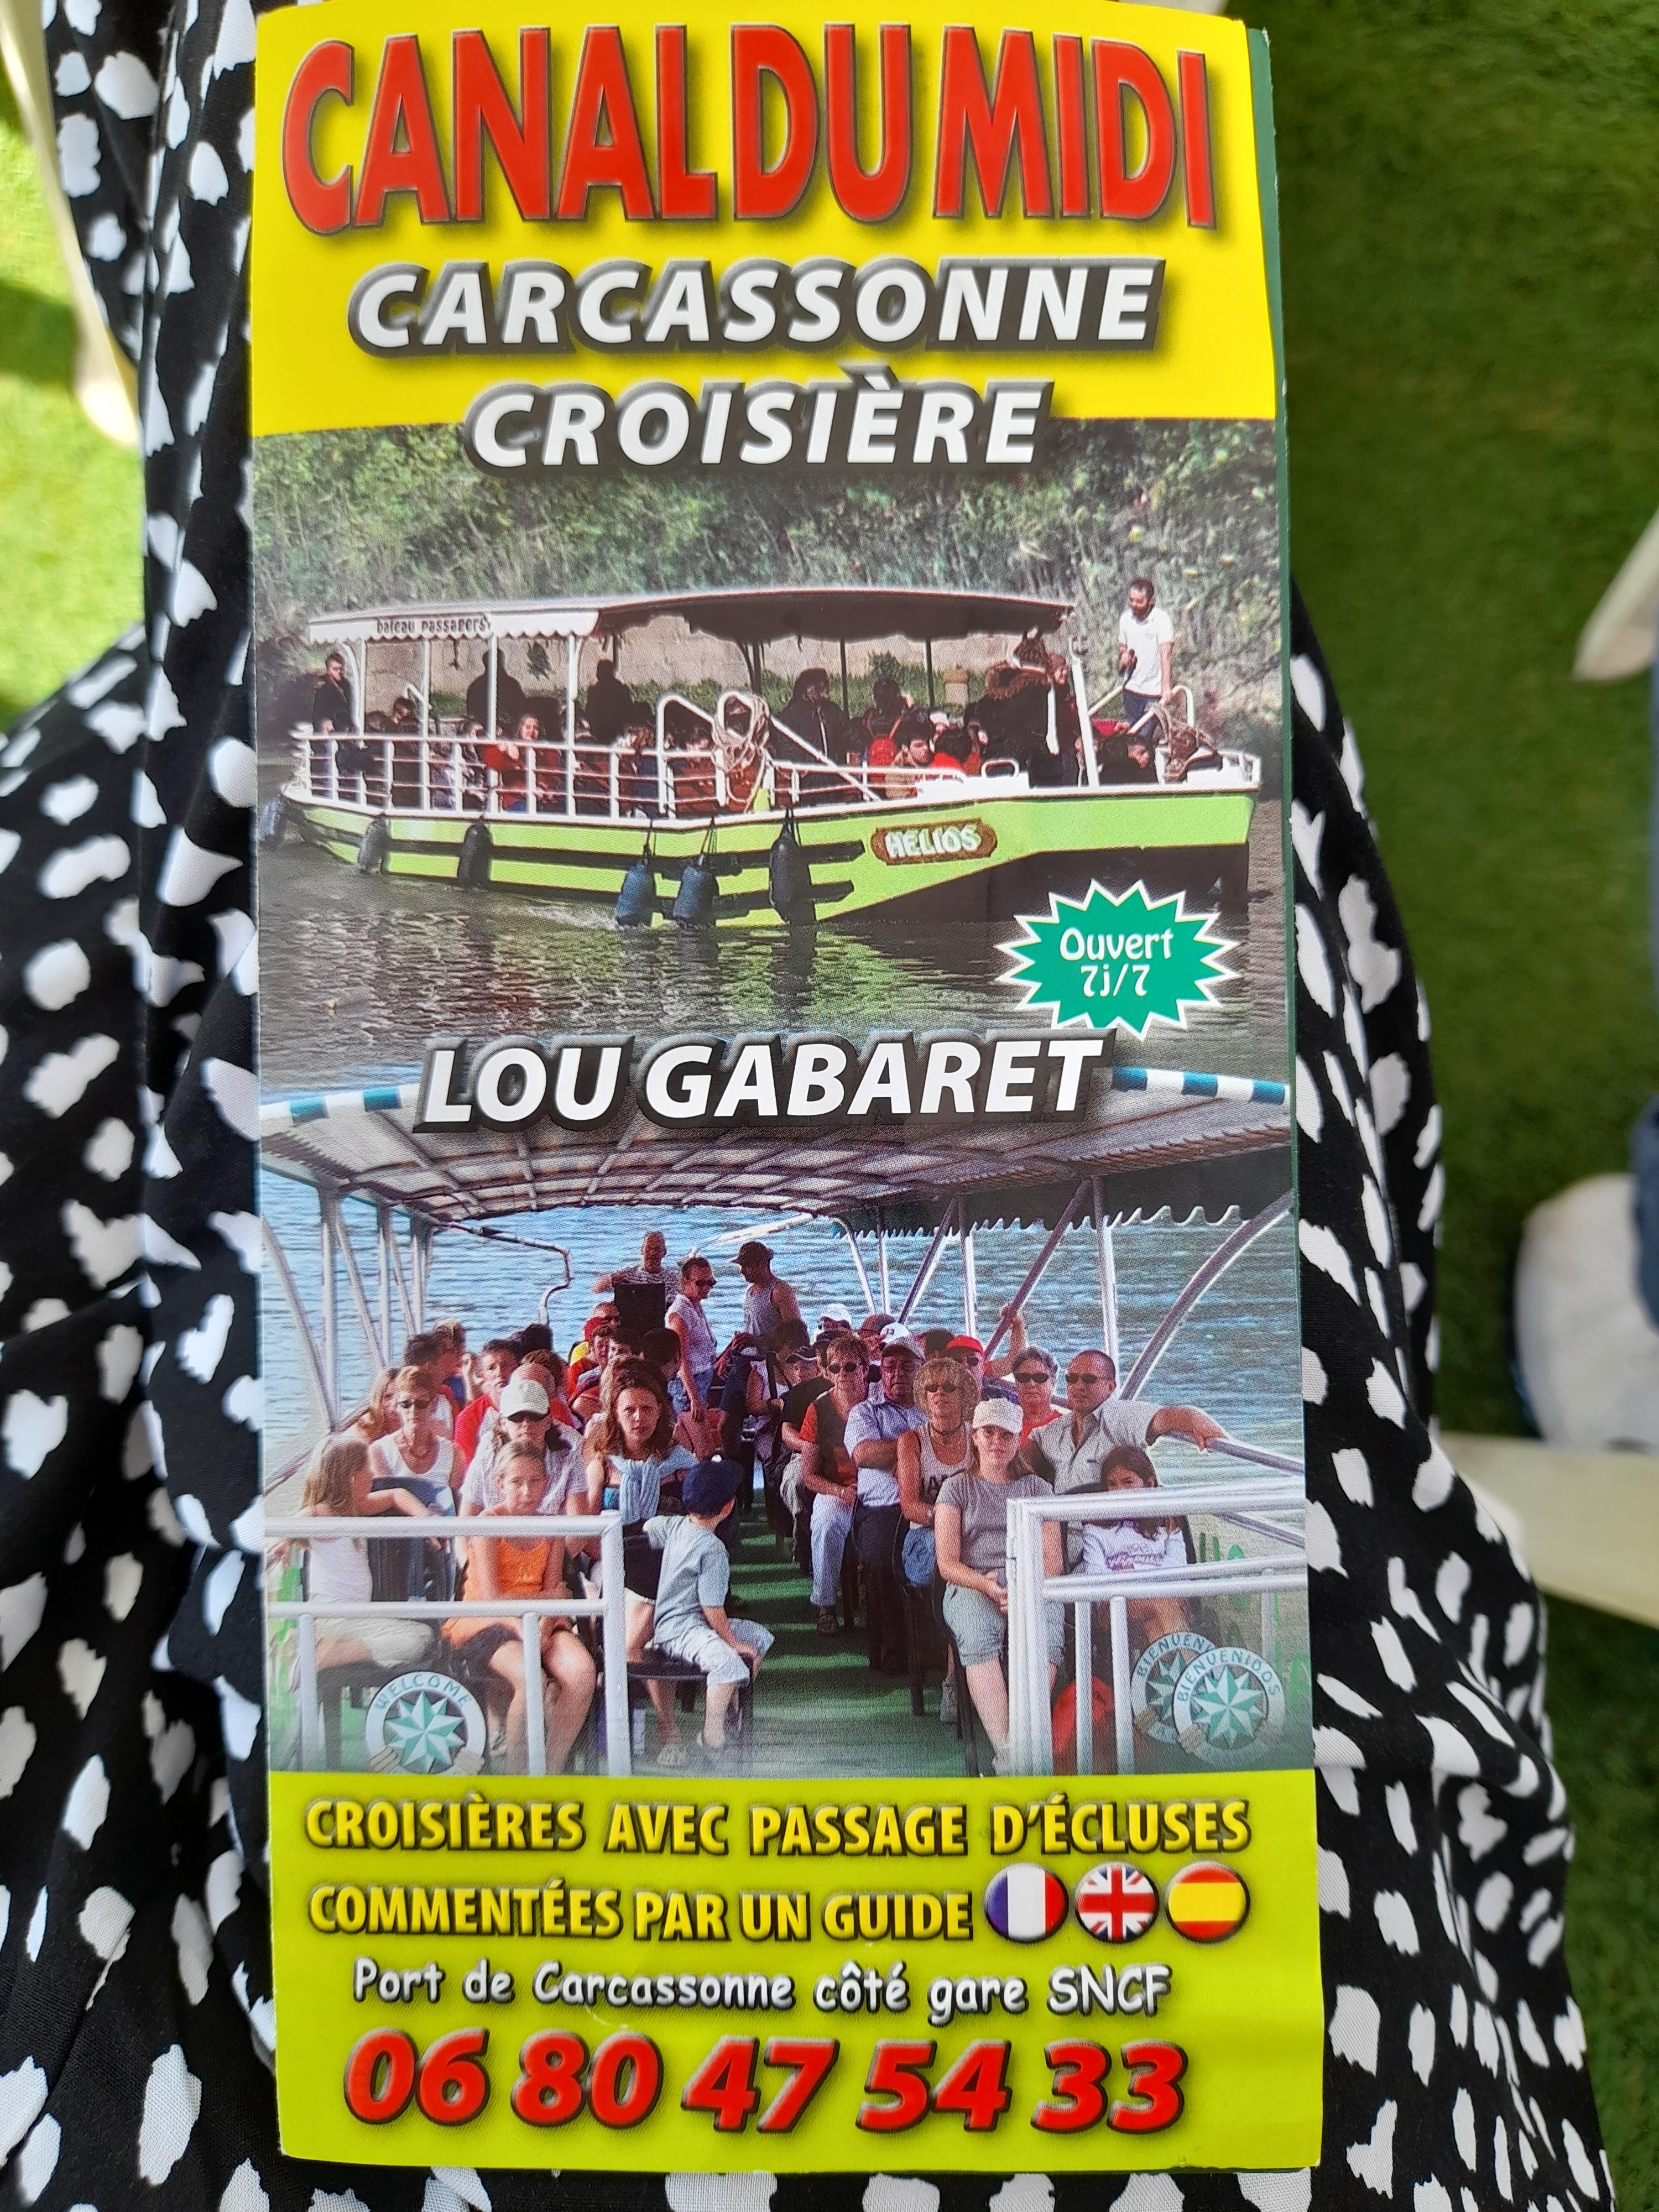 CANAL DU MIDI
CARCASSONNE
CROISIÈRE
bateau passagers
HELIOS
Ouvert
7j/7
LOU GABARET
WELCOME
BIENVENUE
BIENVENIDOS
CROISIÈRES AVEC PASSAGE D'ÉCLUSES
COMMENTÉES PAR UN GUIDE
Port de Carcassonne côté gare SNCF
06 80 47 54 33